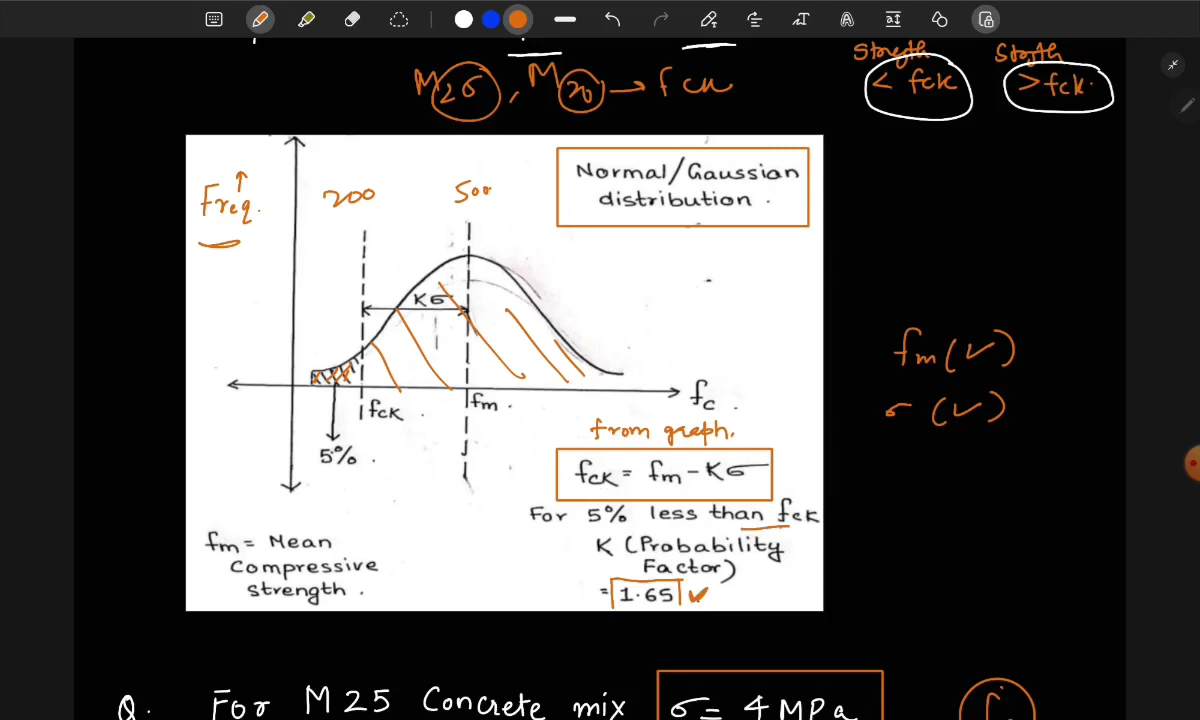 Strength Strgth
M25, M20 → fck < fck > fck.
Normal/Gaussian
distribution.
Freq. ↑
200 500
Kσ
fck. fm. fc.
5%.
from graph.
fck = fm - Kσ
For 5% less than fck
K (Probability
Factor)
= 1.65 ✓
fm = Mean
Compressive
strength.
fm (✓)
σ (✓)
Q. For M25 Concrete mix σ = 4 MPa